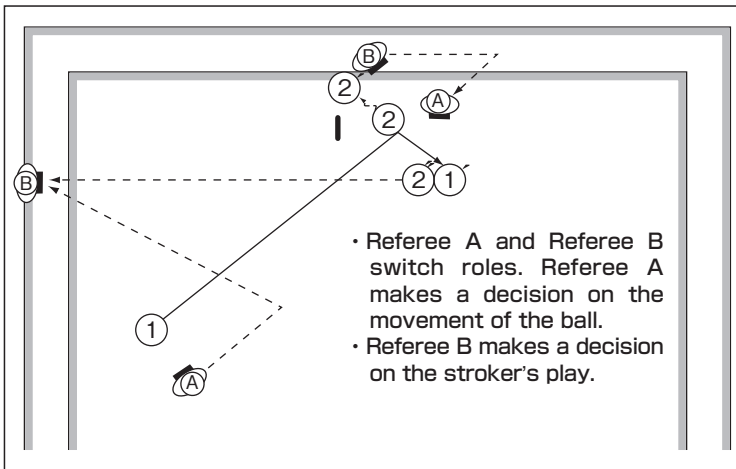 B
2
A
2
B
2 1
・Referee A and Referee B
switch roles. Referee A
makes a decision on the
movement of the ball.
1
・Referee B makes a decision
on the stroker's play.
A